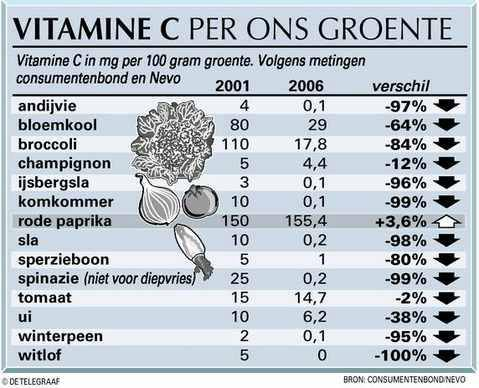 VITAMINE C PER ONS GROENTE
Vitamine C in mg per 100 gram groente. Volgens metingen
consumentenbond en Nevo
2001 2006 verschil
andijvie 4 0,1 -97%
bloemkool 80 29 -64%
broccoli 110 17,8 -84%
champignon 5 4,4 -12%
ijsbergsla 3 0,1 -96%
komkommer 10 0,1 -99%
rode paprika 150 155,4 +3,6%
sla 10 0,2 -98%
sperzieboon 5 1 -80%
spinazie (niet voor diepvries) 25 0,2 -99%
tomaat 15 14,7 -2%
ui 10 6,2 -38%
winterpeen 2 0,1 -95%
witlof 5 0 -100%
© DE TELEGRAAF BRON: CONSUMENTENBOND/NEVO